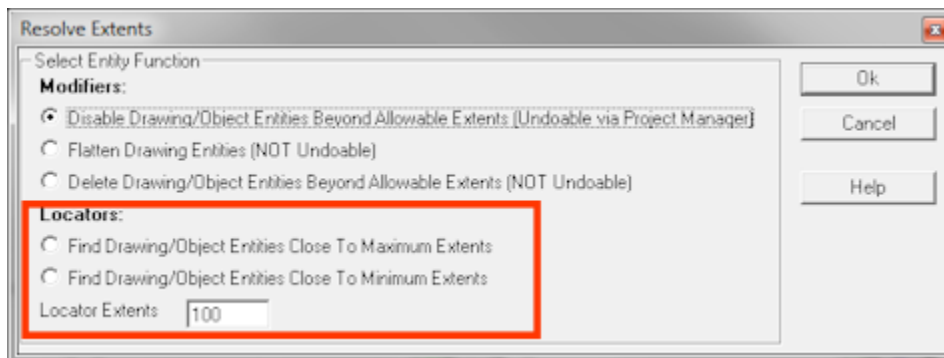 Resolve Extents
Select Entity Function
Modifiers:
Disable Drawing/Object Entities Beyond Allowable Extents (Undoable via Project Manager)
Flatten Drawing Entities (NOT Undoable)
Delete Drawing/Object Entities Beyond Allowable Extents (NOT Undoable)
Locators:
Find Drawing/Object Entities Close To Maximum Extents
Find Drawing/Object Entities Close To Minimum Extents
Locator Extents 100
Ok
Cancel
Help